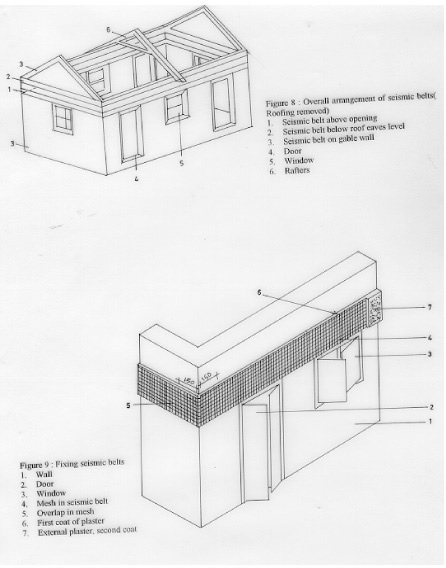 6
3
2
1
3
4
5
Figure 8 : Overall arrangement of seismic belts(
Roofing removed)
1. Seismic belt above opening
2. Seismic belt below roof eaves level
3. Seismic belt on gable wall
4. Door
5. Window
6. Rafters
6
7
4
3
150
150
5
2
1
Figure 9 : Fixing seismic belts
1. Wall
2. Door
3. Window
4. Mesh in seismic belt
5. Overlap in mesh
6. First coat of plaster
7. External plaster, second coat